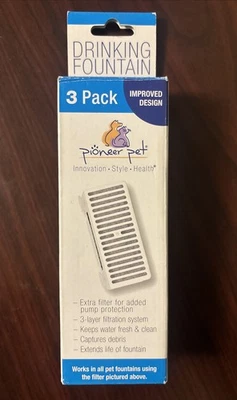 DRINKING
FOUNTAIN
3 Pack
IMPROVED
DESIGN
pioneer pet®
Innovation • Style • Health®
– Extra filter for added
pump protection
– 3-layer filtration system
– Keeps water fresh & clean
– Captures debris
– Extends life of fountain
Works in all pet fountains using
the filter pictured above.